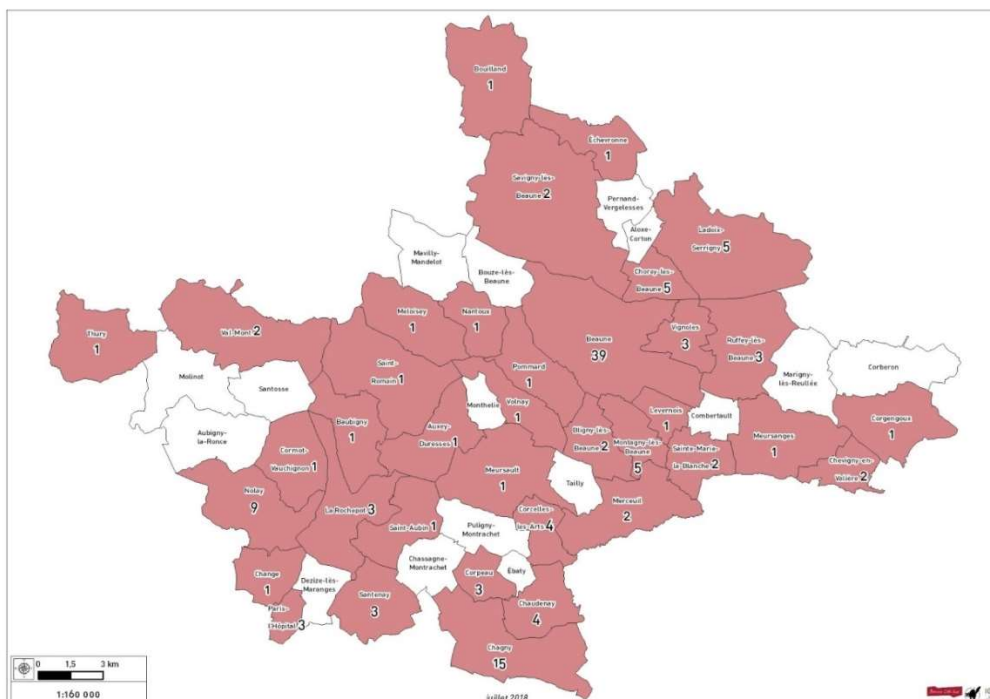 Bouilland
1
Échevronne
1
Savigny-lès-
Beaune 2
Pernand-
Vergelesses
Aloxe-
Corton
Ladoix-
Serrigny 5
Mavilly-
Mandelot
Bouze-lès-
Beaune
Choray-lès-
Beaune 5
Thury
1
Val Mont 2
Meloisey
1
Nantoux
1
Beaune
39
Vignoles
3
Ruffey-lès-
Beaune 3
Marigny-
lès-Reullée
Corberon
Molinot
Santosse
Saint-
Romain 1
Pommard
1
Monthelie
Volnay
1
Levernois
1
Combertault
Corgengoux
1
Aubigny-
la-Ronce
Baubigny
1
Auxey-
Duresses 1
Bligny-lès-
Beaune 2
Montagny-lès-
Beaune
5
Sainte-Marie-
la-Blanche 2
Meursanges
1
Chevigny-en-
Valière 2
Cormot-
Vauchignon 1
Meursault
1
Tailly
Merceuil
2
Nolay
9
La Rochepot 3
Saint-Aubin 1
Puligny-
Montrachet
Corcelles-
les-Arts 4
Change
1
Dezize-lès-
Maranges
Chassagne-
Montrachet
Corpeau
3
Ébaty
Paris-
l'Hôpital 3
Santenay
3
Chaudenay
4
Chagny
15
0 1,5 3 km
1:160 000
juillet 2018